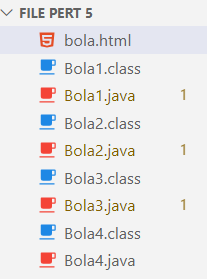 FILE PERT 5
bola.html
Bola1.class
Bola1.java 1
Bola2.class
Bola2.java 1
Bola3.class
Bola3.java 1
Bola4.class
Bola4.java